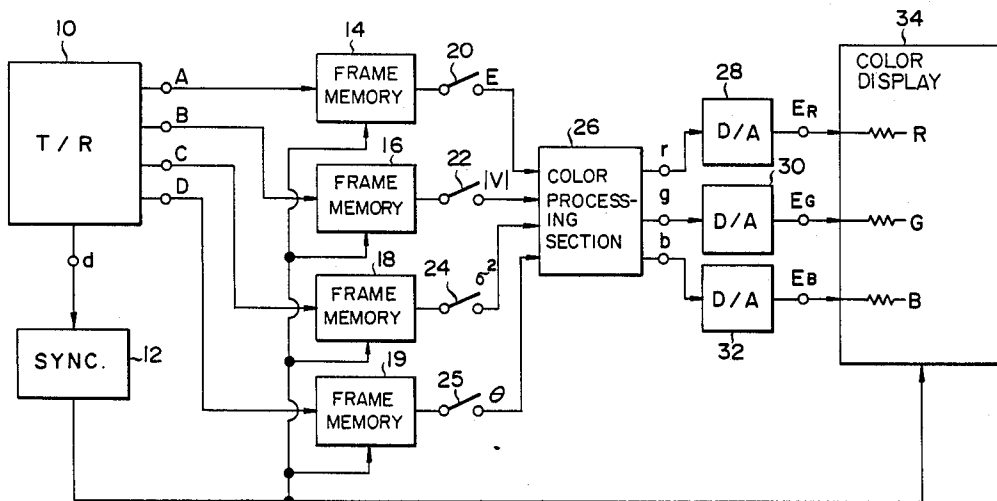 10
T/R
A
B
C
D
d
SYNC.
12
14
FRAME
MEMORY
20
E
16
FRAME
MEMORY
22
|V|
18
FRAME
MEMORY
24
σ²
19
FRAME
MEMORY
25
θ
26
COLOR
PROCESS-
ING
SECTION
r
g
b
28
D/A
ER
30
D/A
EG
D/A
32
EB
34
COLOR
DISPLAY
R
G
B